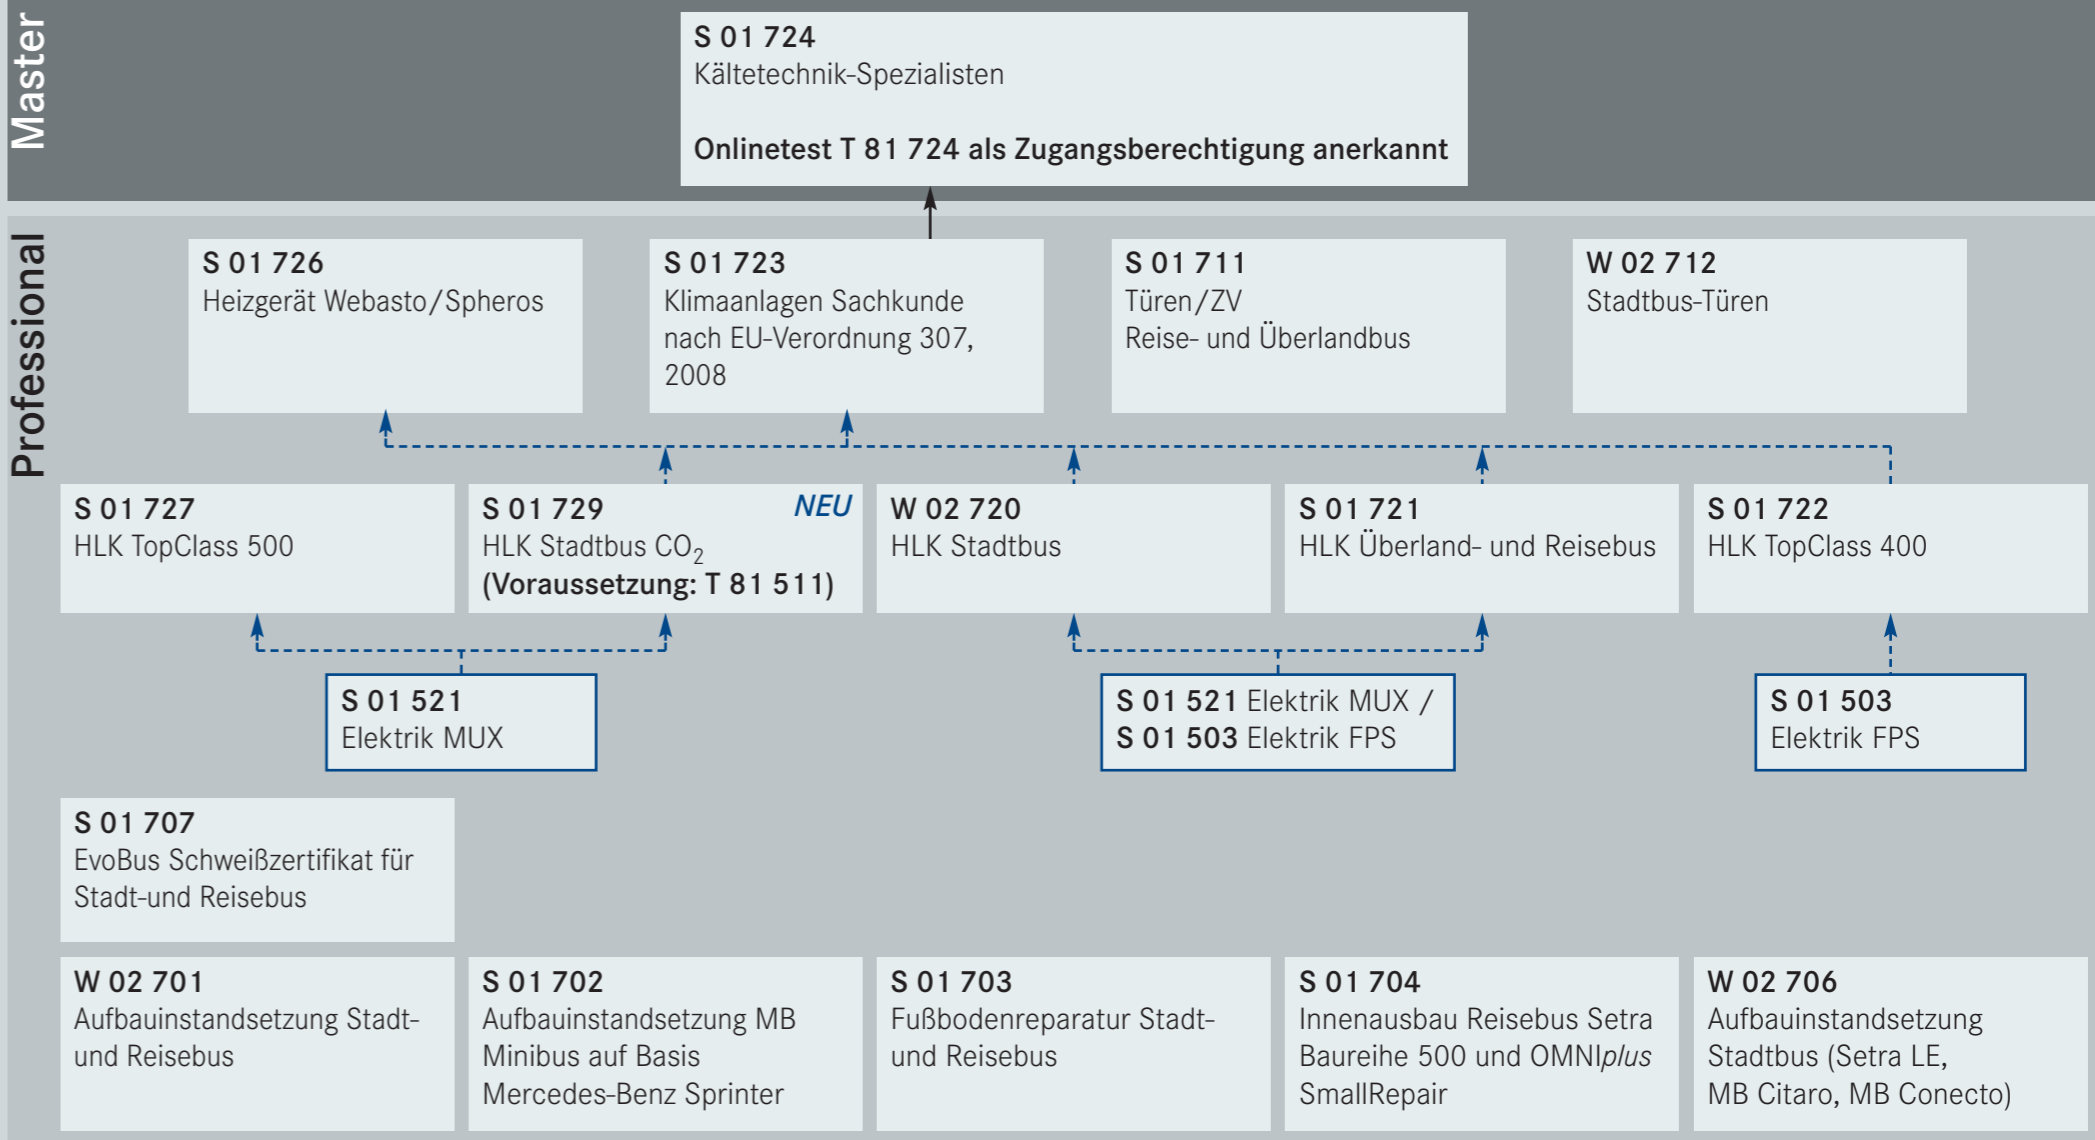 Master
S 01 724
Kältetechnik-Spezialisten
Onlinetest T 81 724 als Zugangsberechtigung anerkannt
Professional
S 01 726
Heizgerät Webasto/Spheros
S 01 723
Klimaanlagen Sachkunde
nach EU-Verordnung 307,
2008
S 01 711
Türen/ZV
Reise- und Überlandbus
W 02 712
Stadtbus-Türen
S 01 727
HLK TopClass 500
S 01 729 NEU
HLK Stadtbus CO₂
(Voraussetzung: T 81 511)
W 02 720
HLK Stadtbus
S 01 721
HLK Überland- und Reisebus
S 01 722
HLK TopClass 400
S 01 521
Elektrik MUX
S 01 521 Elektrik MUX /
S 01 503 Elektrik FPS
S 01 503
Elektrik FPS
S 01 707
EvoBus Schweißzertifikat für
Stadt-und Reisebus
W 02 701
Aufbauinstandsetzung Stadt-
und Reisebus
S 01 702
Aufbauinstandsetzung MB
Minibus auf Basis
Mercedes-Benz Sprinter
S 01 703
Fußbodenreparatur Stadt-
und Reisebus
S 01 704
Innenausbau Reisebus Setra
Baureihe 500 und OMNIplus
SmallRepair
W 02 706
Aufbauinstandsetzung
Stadtbus (Setra LE,
MB Citaro, MB Conecto)